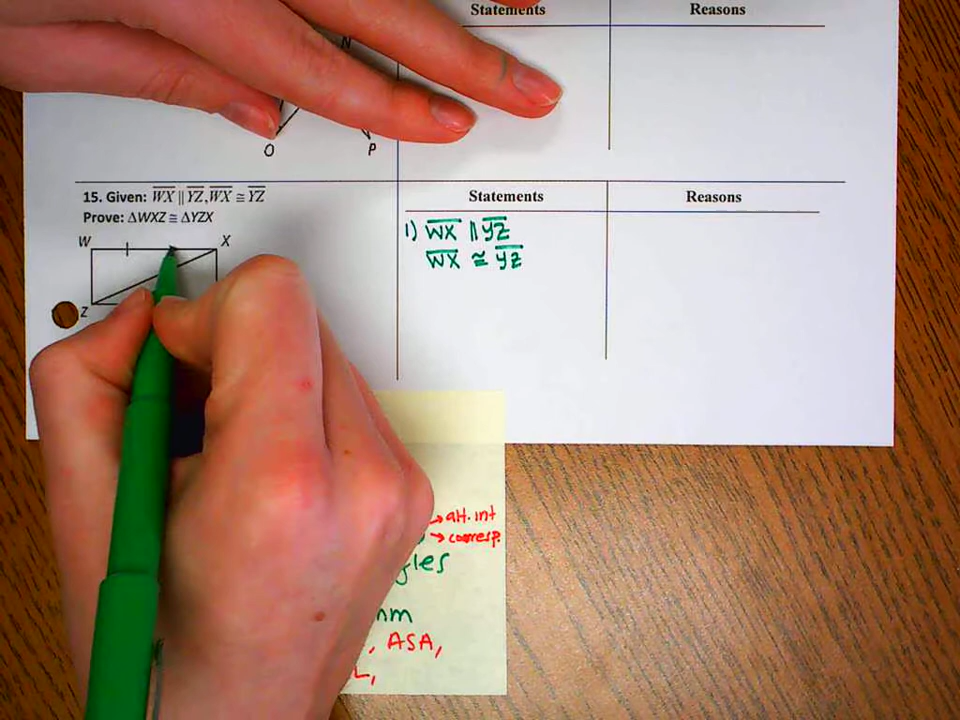 Statements Reasons
N
O P
15. Given: WX || YZ, WX ≅ YZ
Prove: ΔWXZ ≅ ΔYZX
Statements Reasons
W X
Z
1) WX || YZ
WX ≅ YZ
→ alt. int
→ corresp.
gles
, ASA,
L,